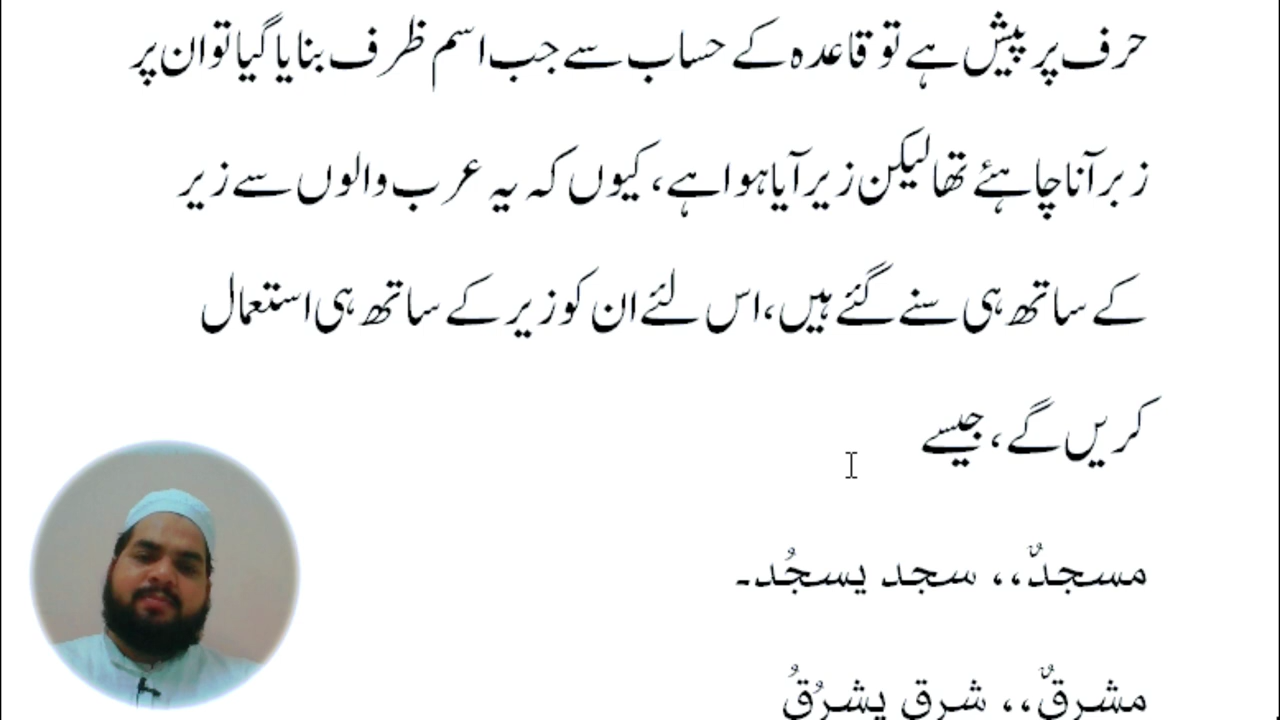 حرف پر پیش ہے تو قاعدہ کے حساب سے جب اسم ظرف بنایا گیا تو ان پر
زبر آنا چاہئے تھا لیکن زیر آیا ہوا ہے، کیوں کہ یہ عرب والوں سے زیر
کے ساتھ ہی سنے گئے ہیں، اس لئے ان کو زیر کے ساتھ ہی استعمال
کریں گے، جیسے
مسجدٌ،، سجد یسجُد۔
مشرقٌ،، شرق یشرُقُ